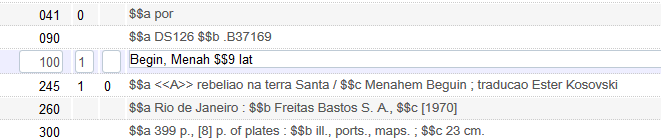 041 0 $$a por
090 $$a DS126 $$b .B37169
100 1 Begin, Menah $$9 lat
245 1 0 $$a <<A>> rebeliao na terra Santa / $$c Menahem Beguin ; traducao Ester Kosovski
260 $$a Rio de Janeiro : $$b Freitas Bastos S. A., $$c [1970]
300 $$a 399 p., [8] p. of plates : $$b ill., ports., maps. ; $$c 23 cm.